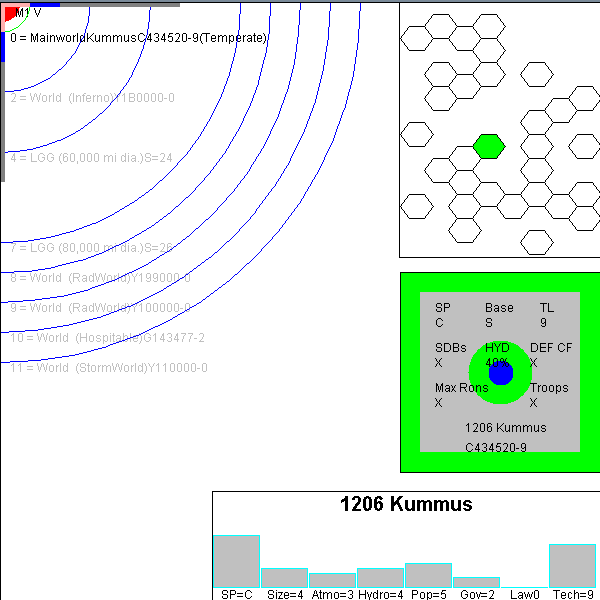 M1 V
0 = MainworldKummusC434520-9(Temperate)
2 = World  (Inferno)Y1B0000-0
4 = LGG (60,000 mi dia.)S=24
7 = LGG (80,000 mi dia.)S=26
8 = World  (RadWorld)Y199000-0
9 = World  (RadWorld)Y100000-0
10 = World  (Hospitable)G143477-2
11 = World  (StormWorld)Y110000-0
SP Base TL
C S 9
SDBs HYD DEF CF
X 40% X
Max Rons Troops
X X
1206 Kummus
C434520-9
1206 Kummus
SP=C Size=4 Atmo=3 Hydro=4 Pop=5 Gov=2 Law0 Tech=9